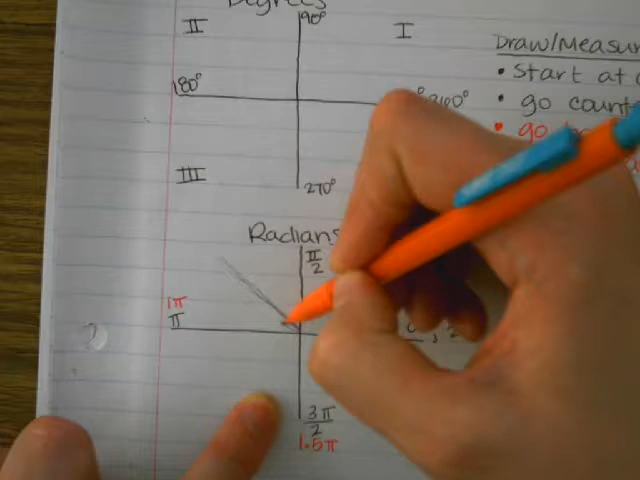 Degrees
II
90°
I
180°
III
270°
Draw/Measur
• start at
• go count
• go
Radians
π/2
1π
π
3π/2
1.5π